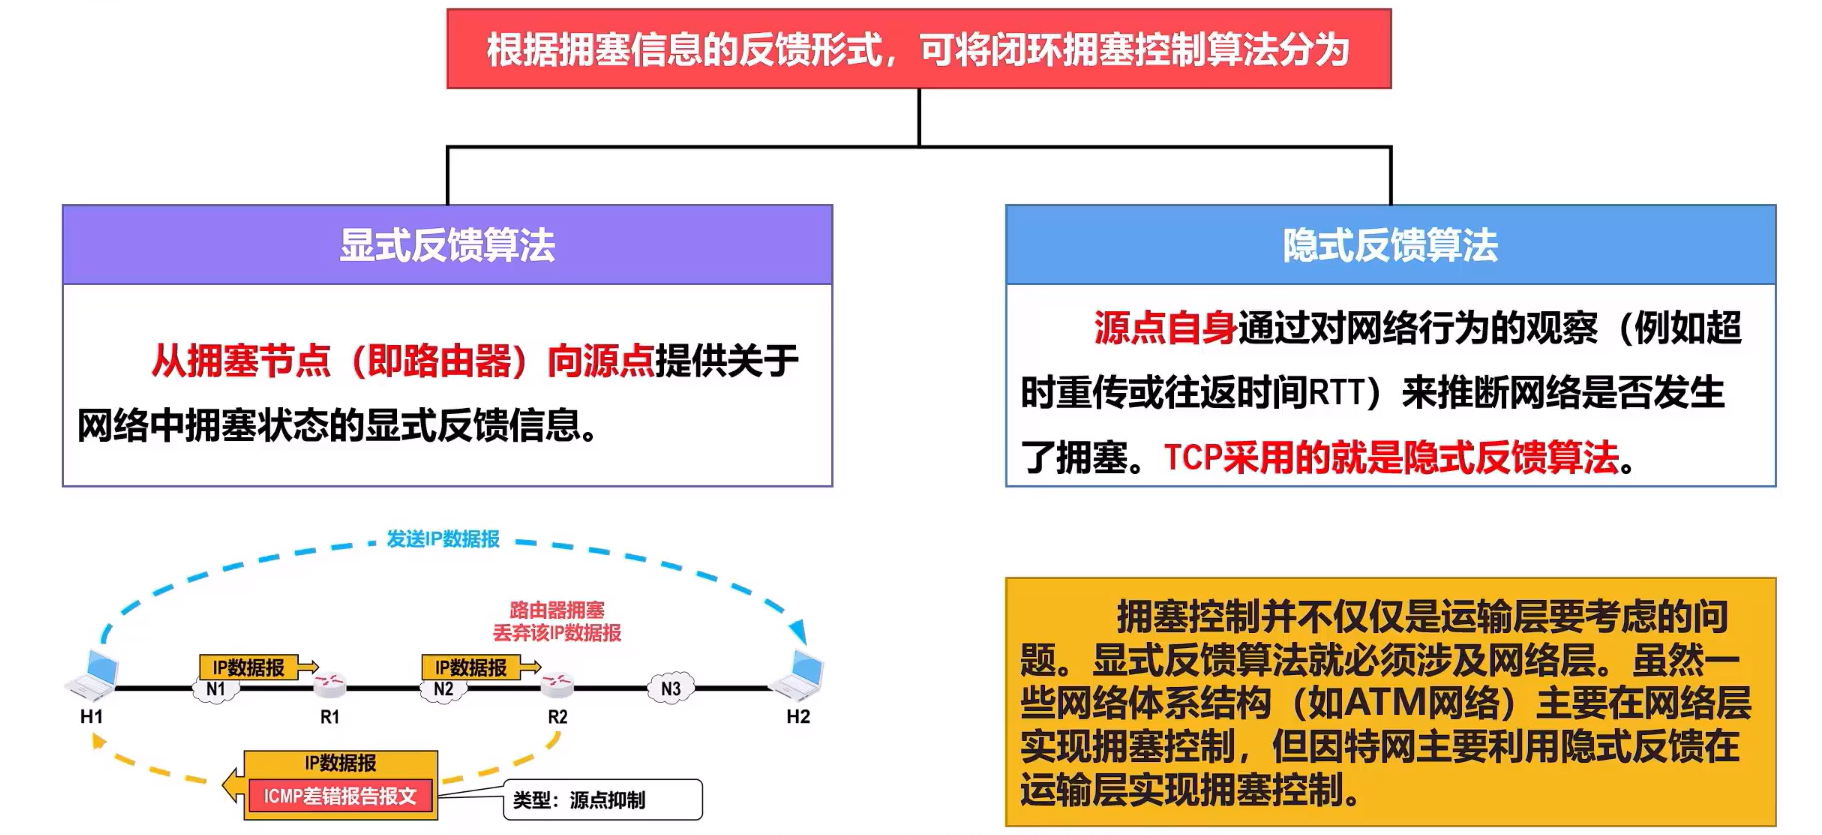 根据拥塞信息的反馈形式，可将闭环拥塞控制算法分为
显式反馈算法
从拥塞节点（即路由器）向源点提供关于
网络中拥塞状态的显式反馈信息。
隐式反馈算法
源点自身通过对网络行为的观察（例如超
时重传或往返时间RTT）来推断网络是否发生
了拥塞。TCP采用的就是隐式反馈算法。
发送IP数据报
路由器拥塞
丢弃该IP数据报
IP数据报
IP数据报
N1
N2
N3
H1
R1
R2
H2
IP数据报
ICMP差错报告报文
类型：源点抑制
拥塞控制并不仅仅是运输层要考虑的问
题。显式反馈算法就必须涉及网络层。虽然一
些网络体系结构（如ATM网络）主要在网络层
实现拥塞控制，但因特网主要利用隐式反馈在
运输层实现拥塞控制。